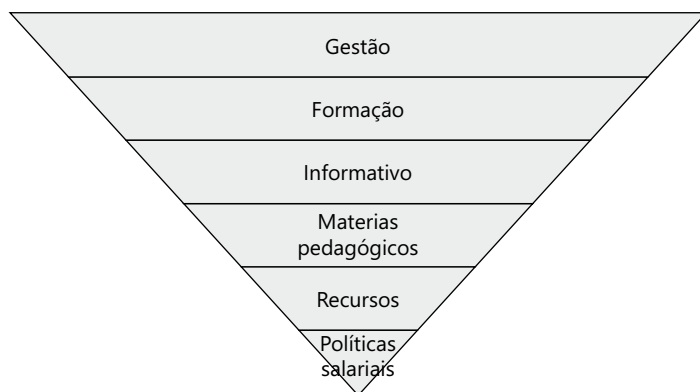 Gestão
Formação
Informativo
Materias
pedagógicos
Recursos
Políticas
salariais